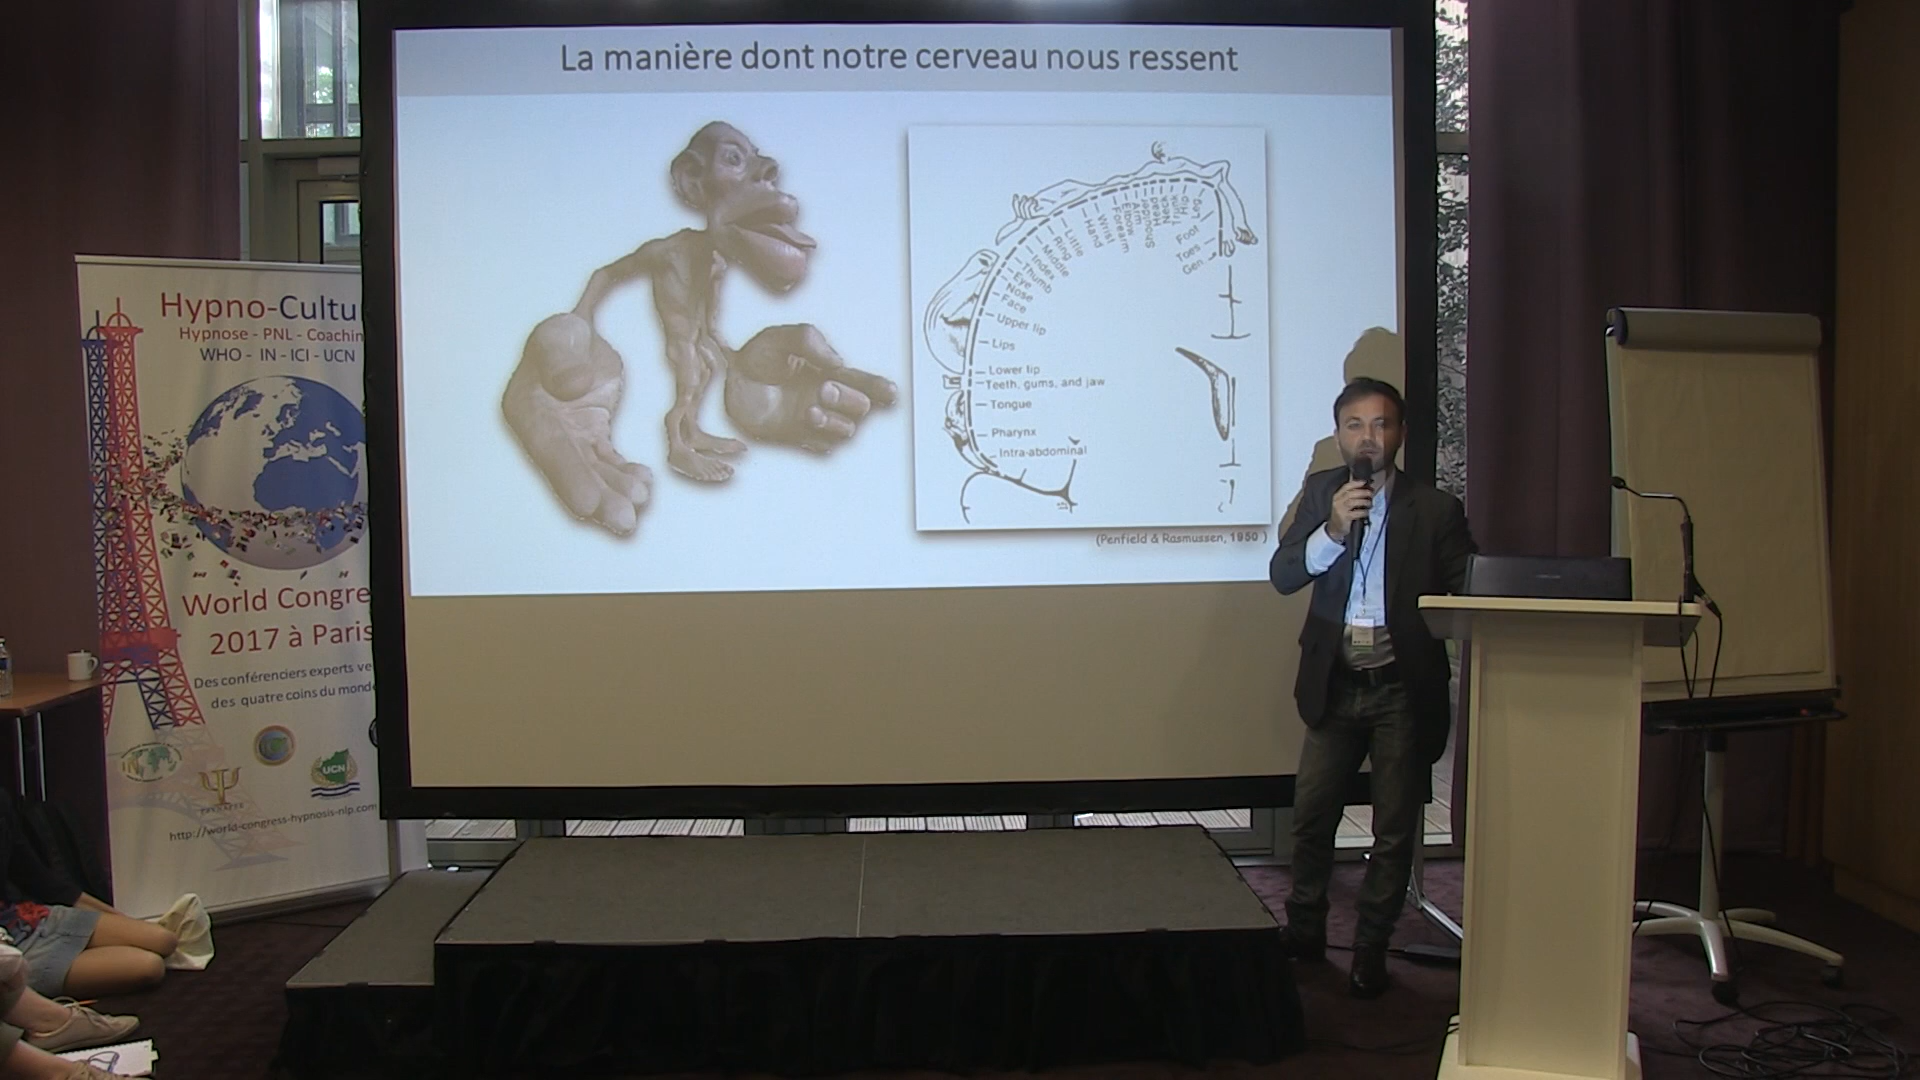 La manière dont notre cerveau nous ressent
Leg
Hip
Trunk
Neck
Head
Shoulder
Arm
Elbow
Forearm
Wrist
Hand
Little
Ring
Middle
Index
Thumb
Eye
Nose
Face
Upper lip
Lips
Lower lip
Teeth, gums, and jaw
Tongue
Pharynx
Intra-abdominal
Foot
Toes
Gen
(Penfield & Rasmussen, 1950 )
Hypno-Cultu
Hypnose - PNL - Coachin
WHO - IN - ICI - UCN
World Congre
2017 à Paris
Des conférenciers experts ve
des quatre coins du monde
IN
UCN
http://world-congress-hypnosis-nlp.com